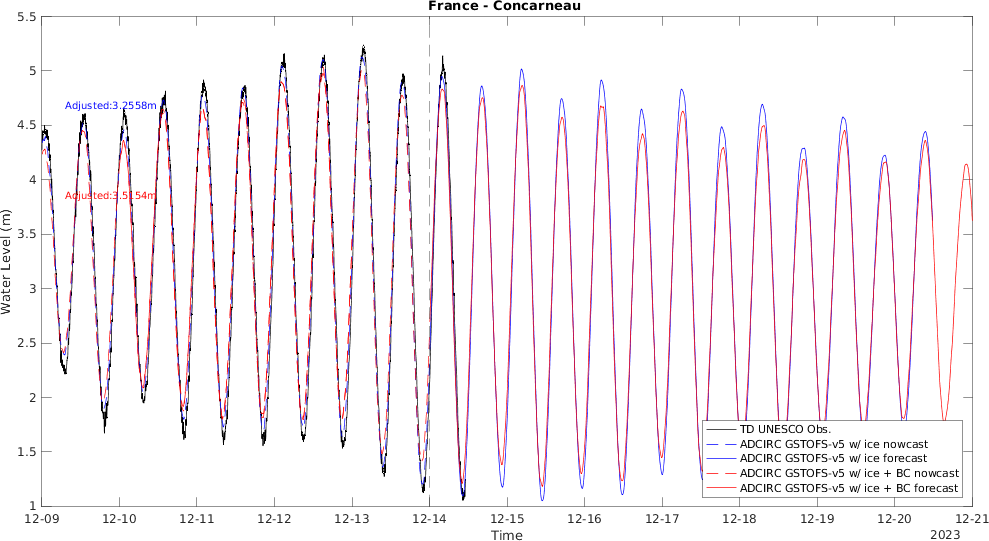 France - Concarneau
5.5
5
4.5
4
3.5
3
2.5
2
1.5
1
Water Level (m)
Adjusted:3.2558m
Adjusted:3.5154m
TD UNESCO Obs.
ADCIRC GSTOFS-v5 w/ ice nowcast
ADCIRC GSTOFS-v5 w/ ice forecast
ADCIRC GSTOFS-v5 w/ ice + BC nowcast
ADCIRC GSTOFS-v5 w/ ice + BC forecast
12-09 12-10 12-11 12-12 12-13 12-14 12-15 12-16 12-17 12-18 12-19 12-20 12-21
Time
2023